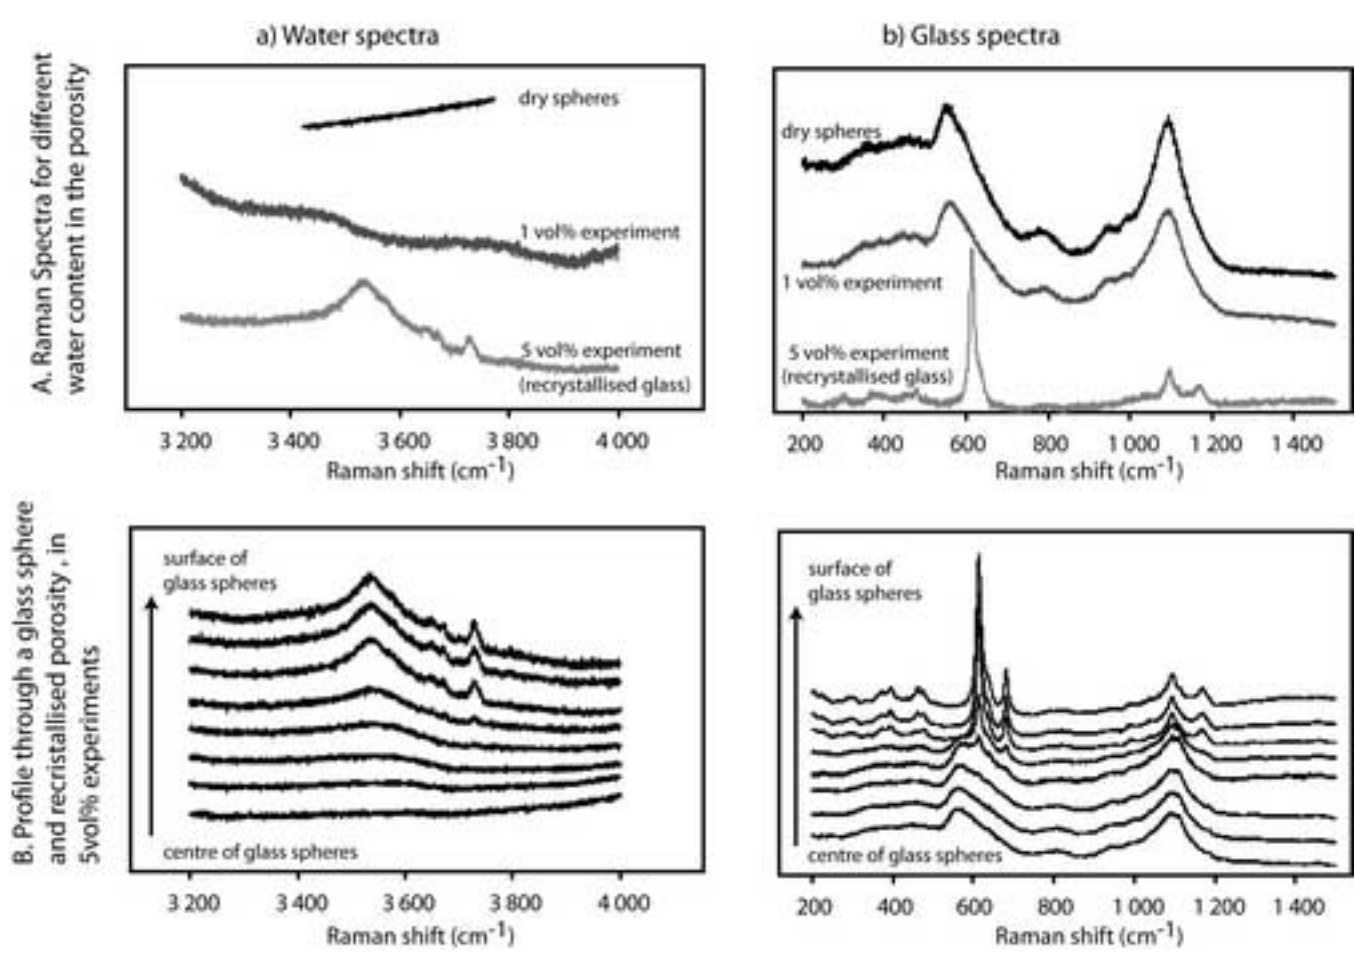 a) Water spectra
b) Glass spectra
A. Raman Spectra for different
water content in the porosity
dry spheres
1 vol% experiment
5 vol% experiment
(recrystallised glass)
3 200 3 400 3 600 3 800 4 000
Raman shift (cm-1)
dry spheres
1 vol% experiment
5 vol% experiment
(recrystallised glass)
200 400 600 800 1 000 1 200 1 400
Raman shift (cm-1)
B. Profile through a glass sphere
and recristallised porosity , in
5vol% experiments
surface of
glass spheres
centre of glass spheres
3 200 3 400 3 600 3 800 4 000
Raman shift (cm-1)
surface of
glass spheres
centre of glass spheres
200 400 600 800 1 000 1 200 1 400
Raman shift (cm-1)